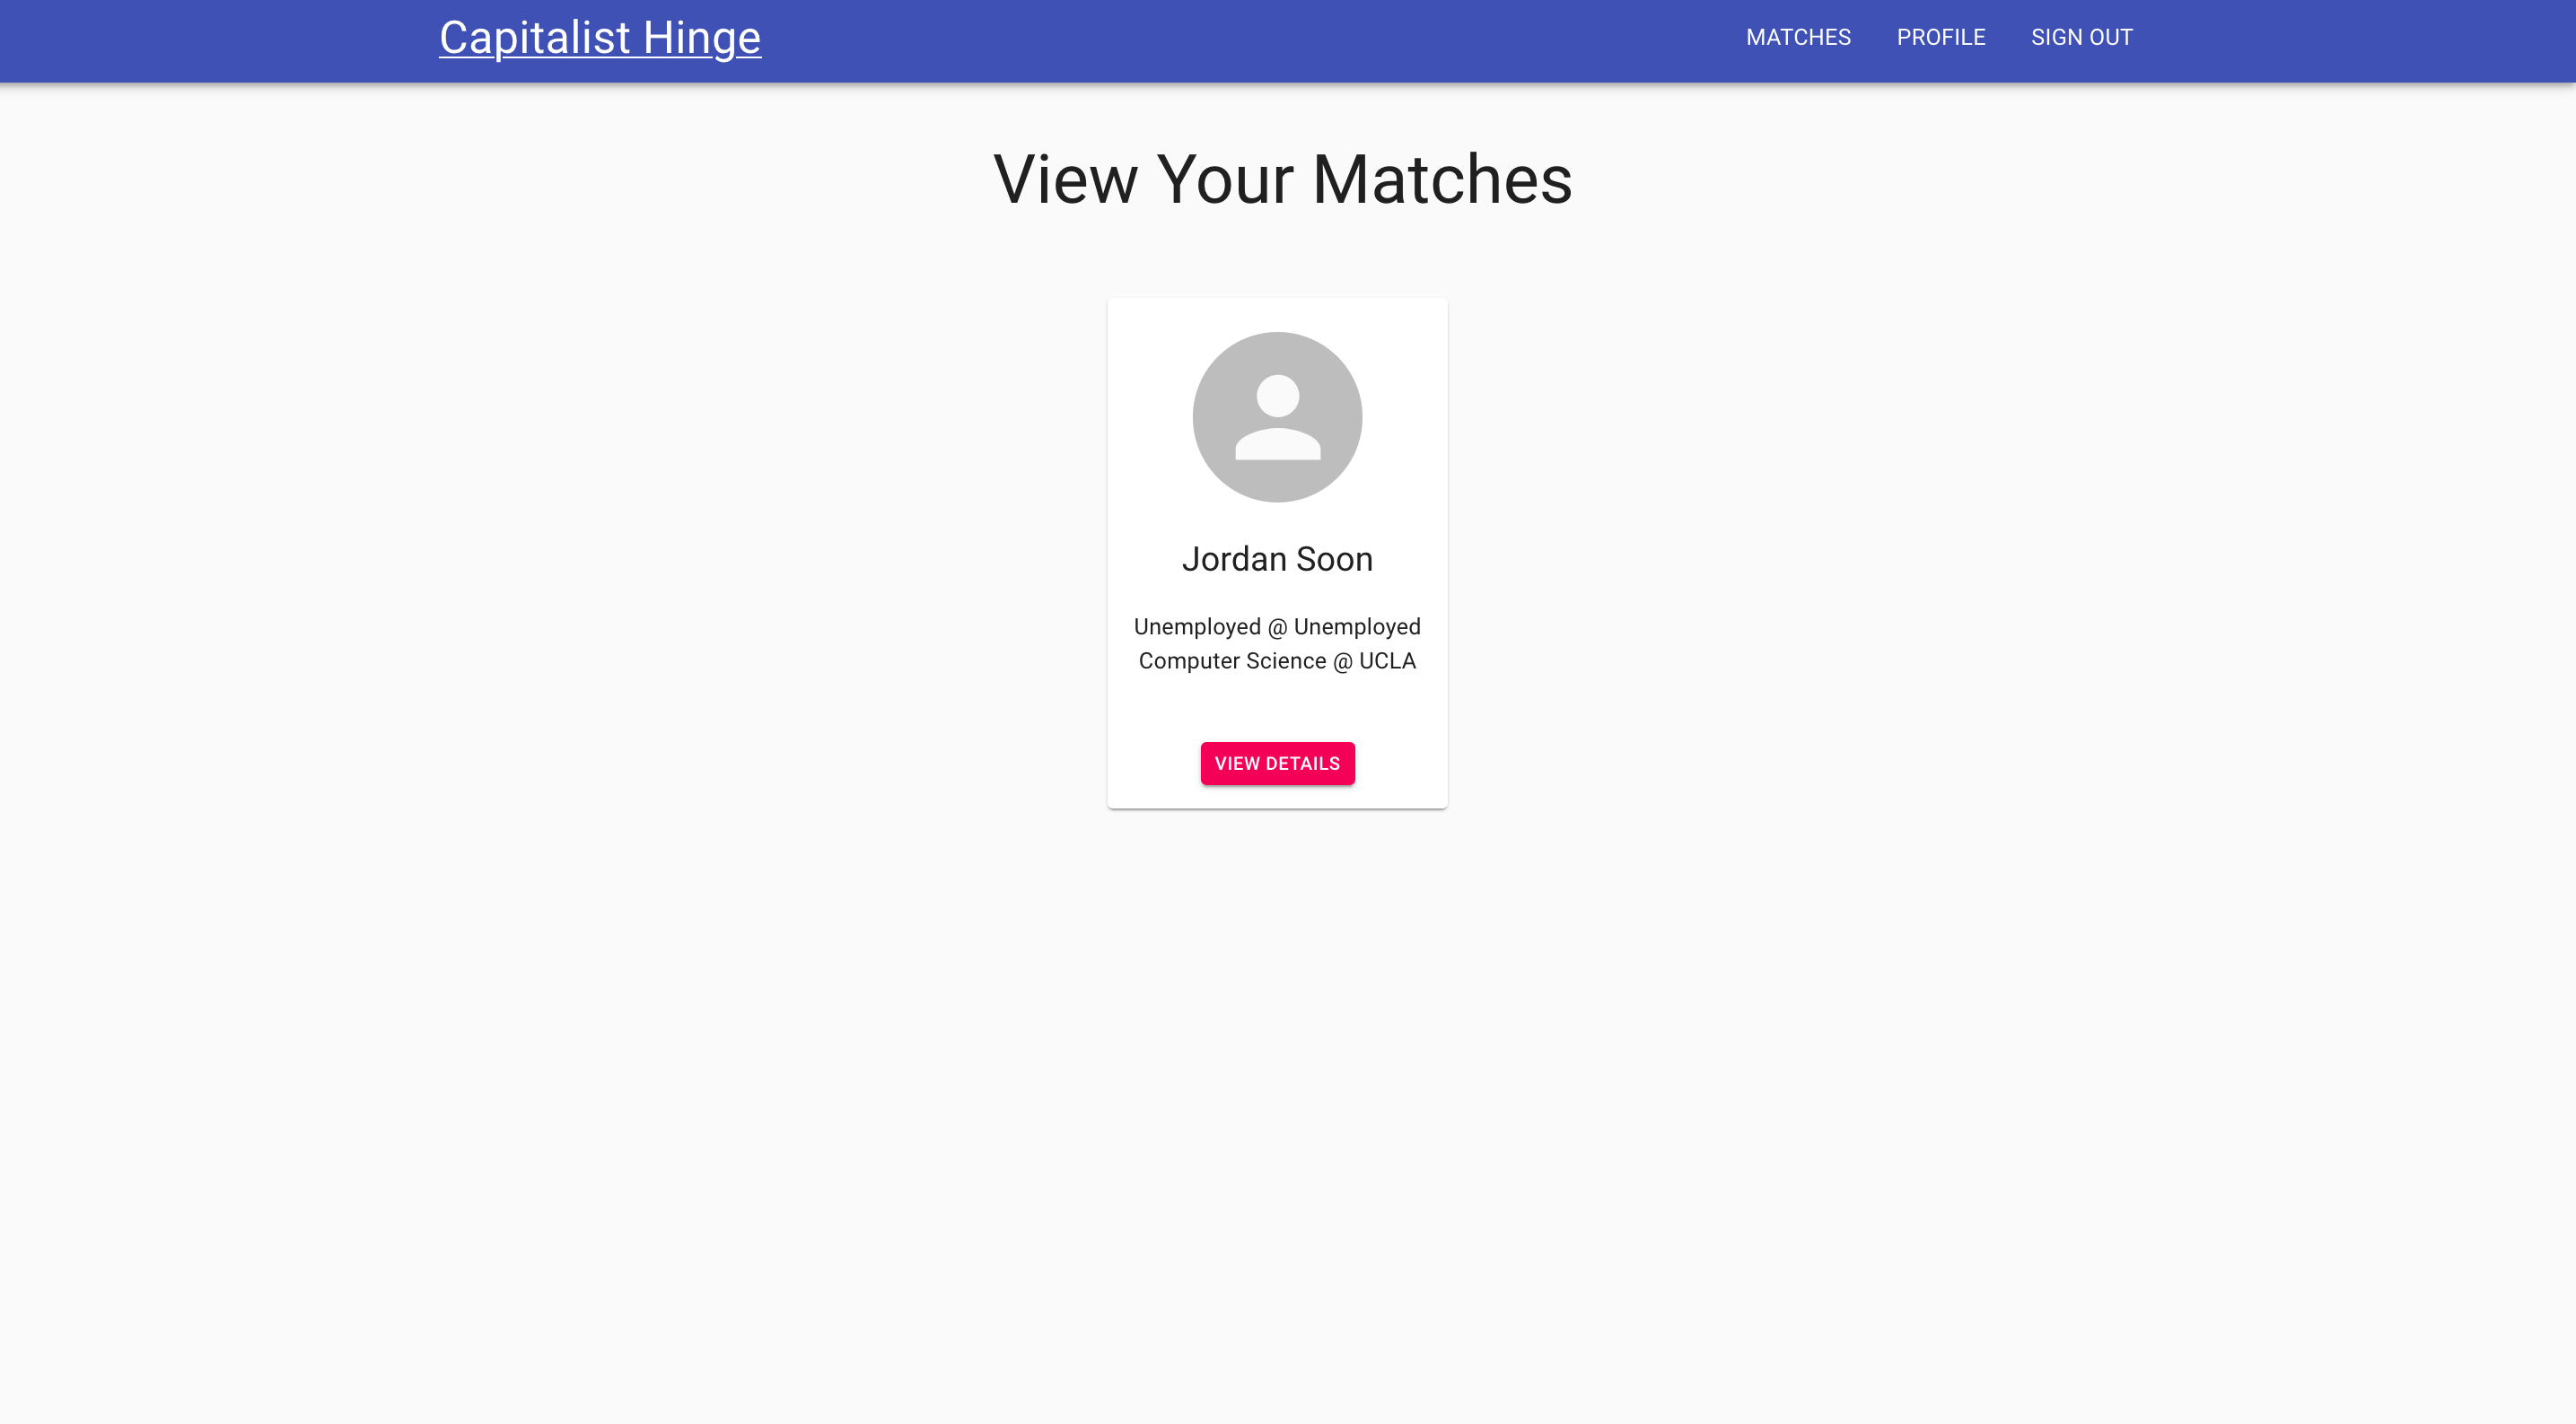 Capitalist Hinge
MATCHES PROFILE SIGN OUT
View Your Matches
Jordan Soon
Unemployed @ Unemployed
Computer Science @ UCLA
VIEW DETAILS